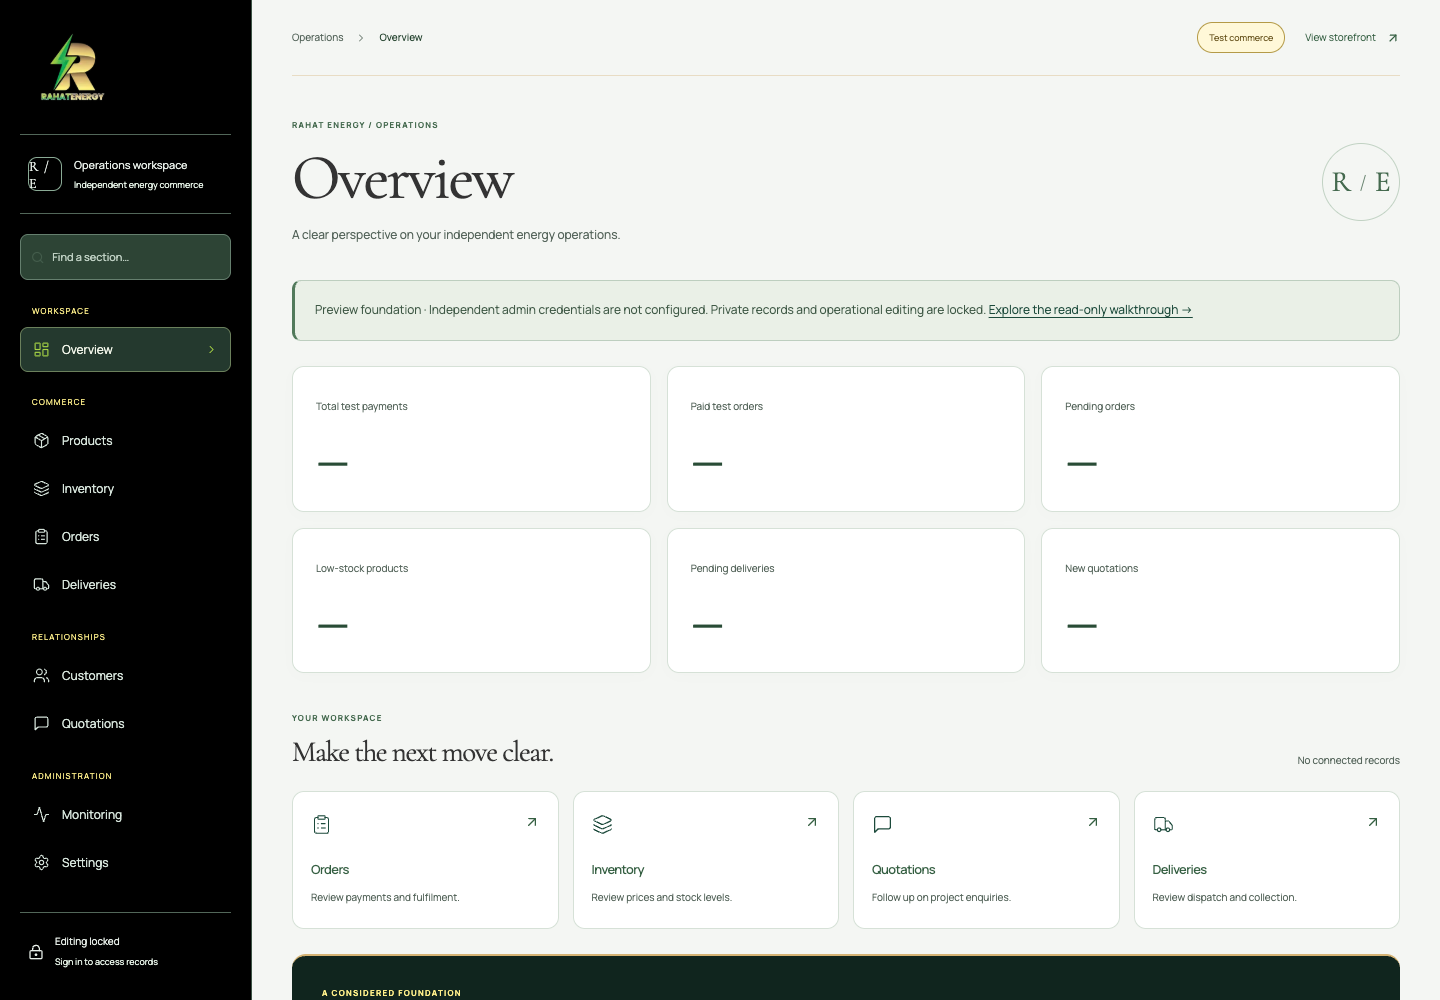 RAHATENERGY
R / E
Operations workspace
Independent energy commerce
Find a section...
WORKSPACE
Overview
COMMERCE
Products
Inventory
Orders
Deliveries
RELATIONSHIPS
Customers
Quotations
ADMINISTRATION
Monitoring
Settings
Editing locked
Sign in to access records
Operations > Overview
Test commerce
View storefront
RAHAT ENERGY / OPERATIONS
Overview
R / E
A clear perspective on your independent energy operations.
Preview foundation · Independent admin credentials are not configured. Private records and operational editing are locked. Explore the read-only walkthrough →
Total test payments
—
Paid test orders
—
Pending orders
—
Low-stock products
—
Pending deliveries
—
New quotations
—
YOUR WORKSPACE
Make the next move clear.
No connected records
Orders
Review payments and fulfilment.
Inventory
Review prices and stock levels.
Quotations
Follow up on project enquiries.
Deliveries
Review dispatch and collection.
A CONSIDERED FOUNDATION